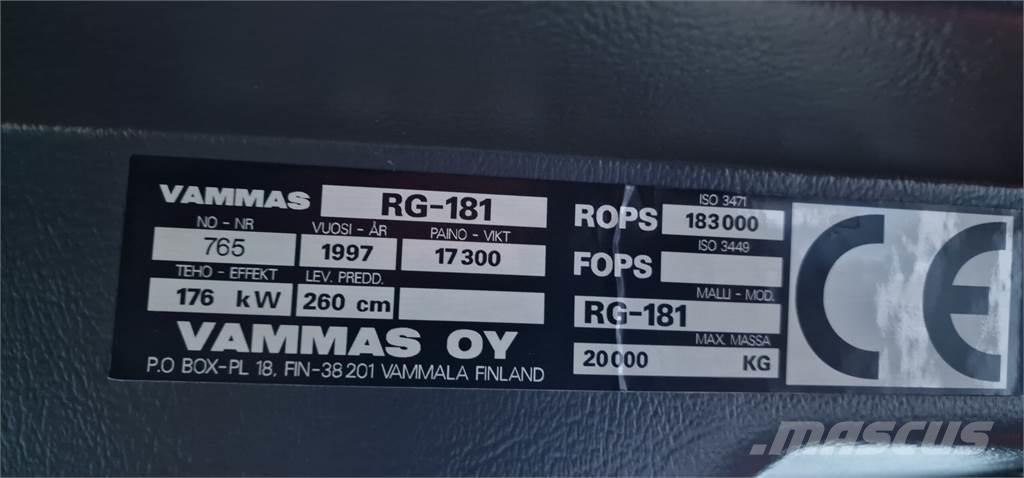 VAMMAS RG-181
NO - NR VUOSI - ÅR PAINO - VIKT
765 1997 17300
TEHO - EFFEKT LEV. PREDD.
176 kW 260 cm
VAMMAS OY
P.O BOX-PL 18, FIN-38201 VAMMALA FINLAND
ISO 3471
ROPS 183000
ISO 3449
FOPS
MALLI - MOD.
RG-181
MAX. MASSA
20000 KG
CE
mascus